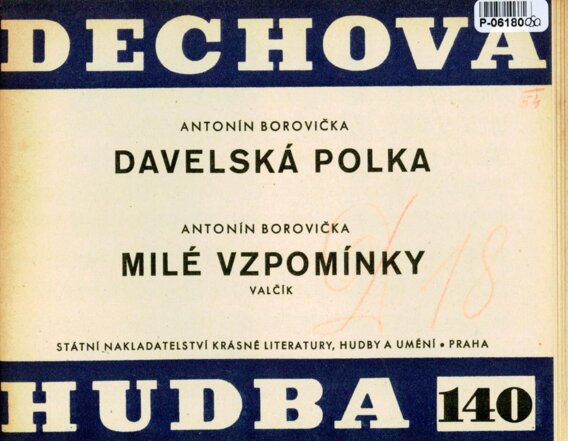 DECHOVÁ
P-06180
ANTONÍN BOROVIČKA
DAVELSKÁ POLKA
ANTONÍN BOROVIČKA
MILÉ VZPOMÍNKY
VALČÍK
18
STÁTNÍ NAKLADATELSTVÍ KRÁSNÉ LITERATURY, HUDBY A UMĚNÍ • PRAHA
HUDBA 140